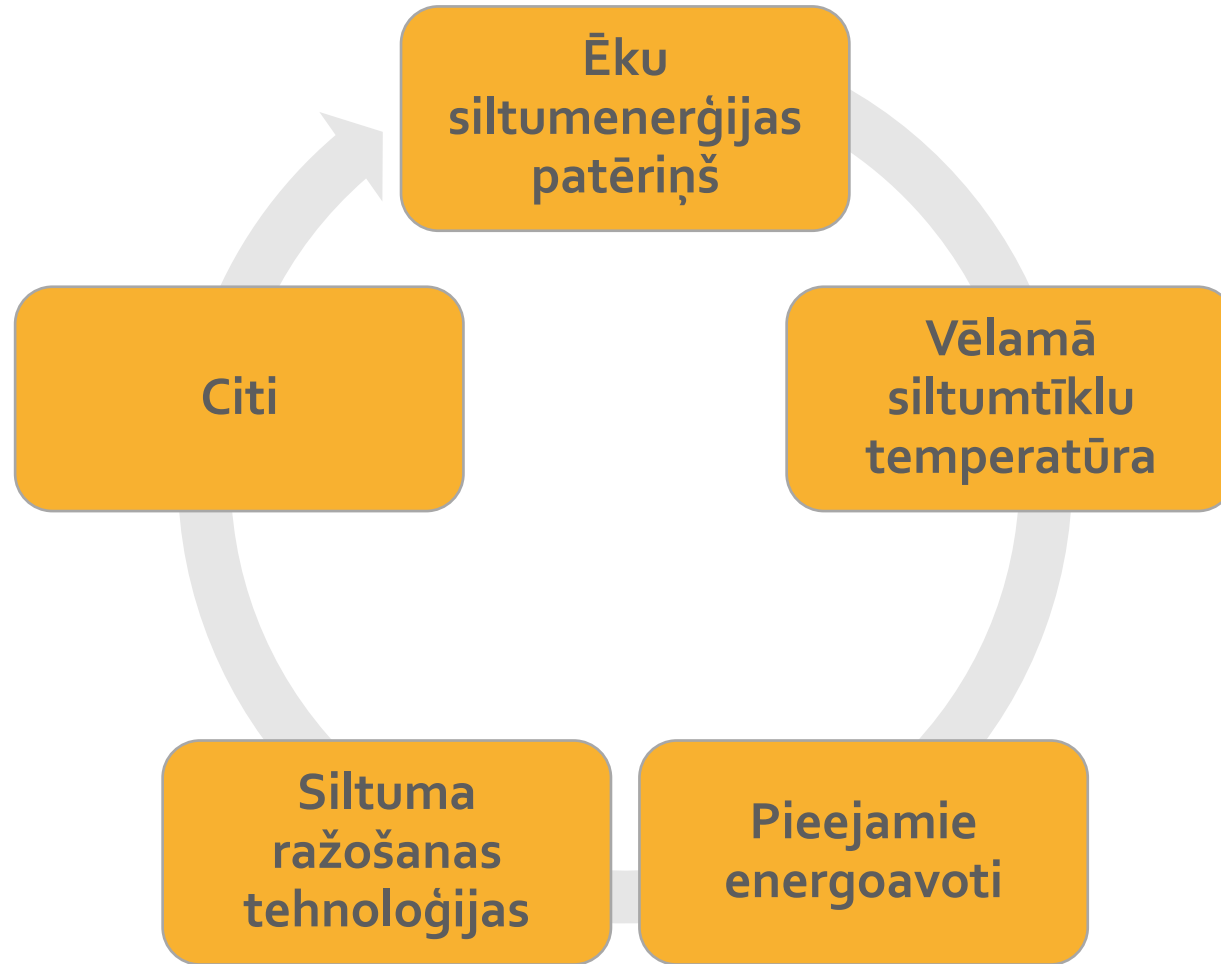 Ēku
siltumenerģijas
patēriņš
Vēlamā
siltumtīklu
temperatūra
Pieejamie
energoavoti
Siltuma
ražošanas
tehnoloģijas
Citi